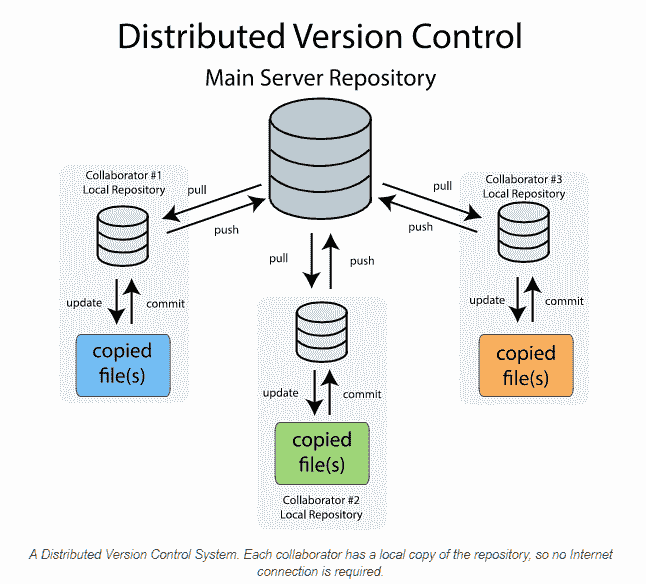 Distributed Version Control
Main Server Repository
Collaborator #1
Local Repository
pull
push
pull
push
pull
push
Collaborator #3
Local Repository
update
commit
copied
file(s)
update
commit
copied
file(s)
Collaborator #2
Local Repository
update
commit
copied
file(s)
A Distributed Version Control System. Each collaborator has a local copy of the repository, so no Internet
connection is required.